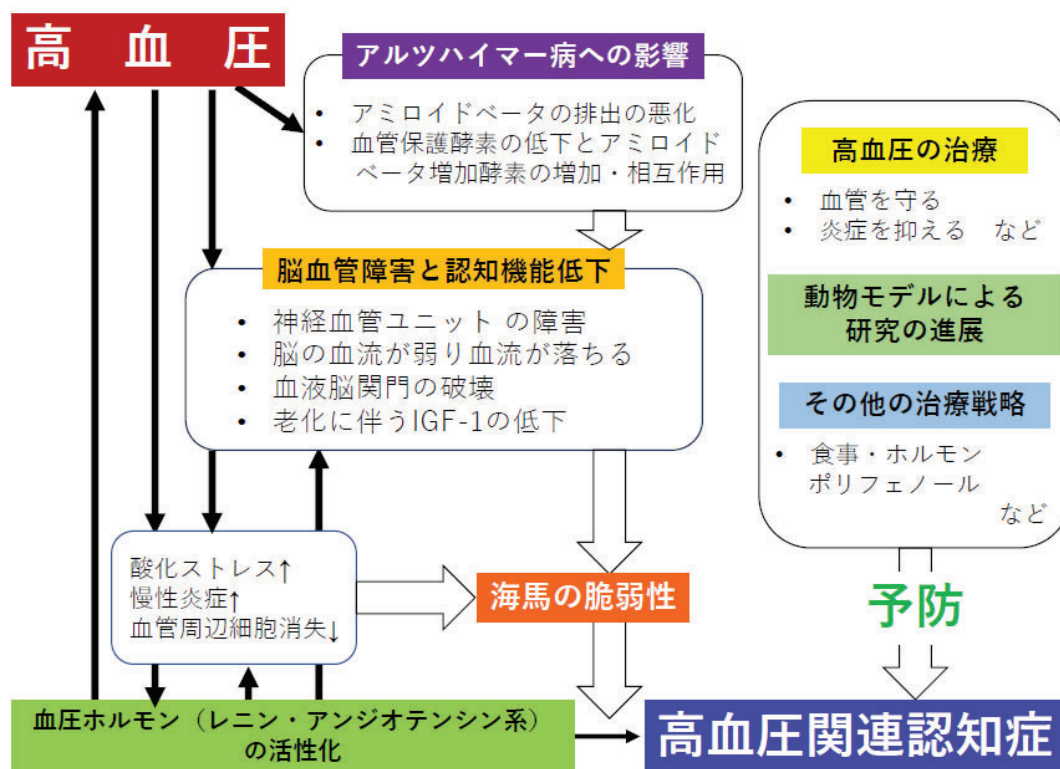 高 血 圧
アルツハイマー病への影響
• アミロイドベータの排出の悪化
• 血管保護酵素の低下とアミロイド
ベータ増加酵素の増加・相互作用
脳血管障害と認知機能低下
• 神経血管ユニット の障害
• 脳の血流が弱り血流が落ちる
• 血液脳関門の破壊
• 老化に伴うIGF-1の低下
酸化ストレス↑
慢性炎症↑
血管周辺細胞消失↓
海馬の脆弱性
血圧ホルモン（レニン・アンジオテンシン系）
の活性化
高血圧の治療
• 血管を守る
• 炎症を抑える など
動物モデルによる
研究の進展
その他の治療戦略
• 食事・ホルモン
ポリフェノール
など
予防
高血圧関連認知症